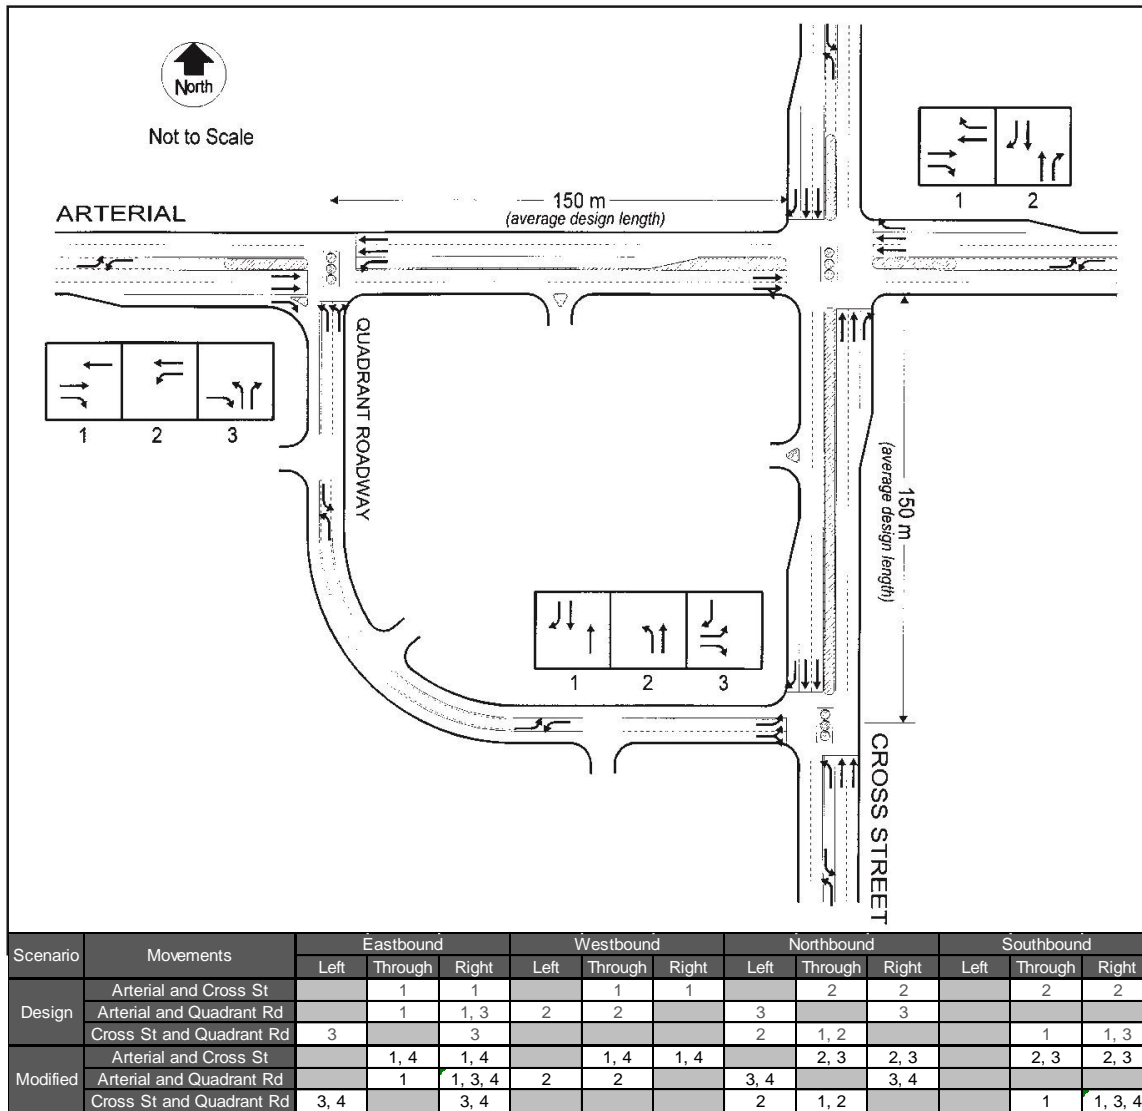 North
Not to Scale
ARTERIAL
150 m
(average design length)
1 2
QUADRANT ROADWAY
1 2 3
150 m
(average design length)
1 2 3
CROSS STREET
Scenario Movements Eastbound Westbound Northbound Southbound
Left Through Right Left Through Right Left Through Right Left Through Right
Design Arterial and Cross St 1 1 1 1 2 2 2 2
Arterial and Quadrant Rd 1 1, 3 2 2 3 3
Cross St and Quadrant Rd 3 3 2 1, 2 1 1, 3
Modified Arterial and Cross St 1, 4 1, 4 1, 4 1, 4 2, 3 2, 3 2, 3 2, 3
Arterial and Quadrant Rd 1 1, 3, 4 2 2 3, 4 3, 4
Cross St and Quadrant Rd 3, 4 3, 4 2 1, 2 1 1, 3, 4